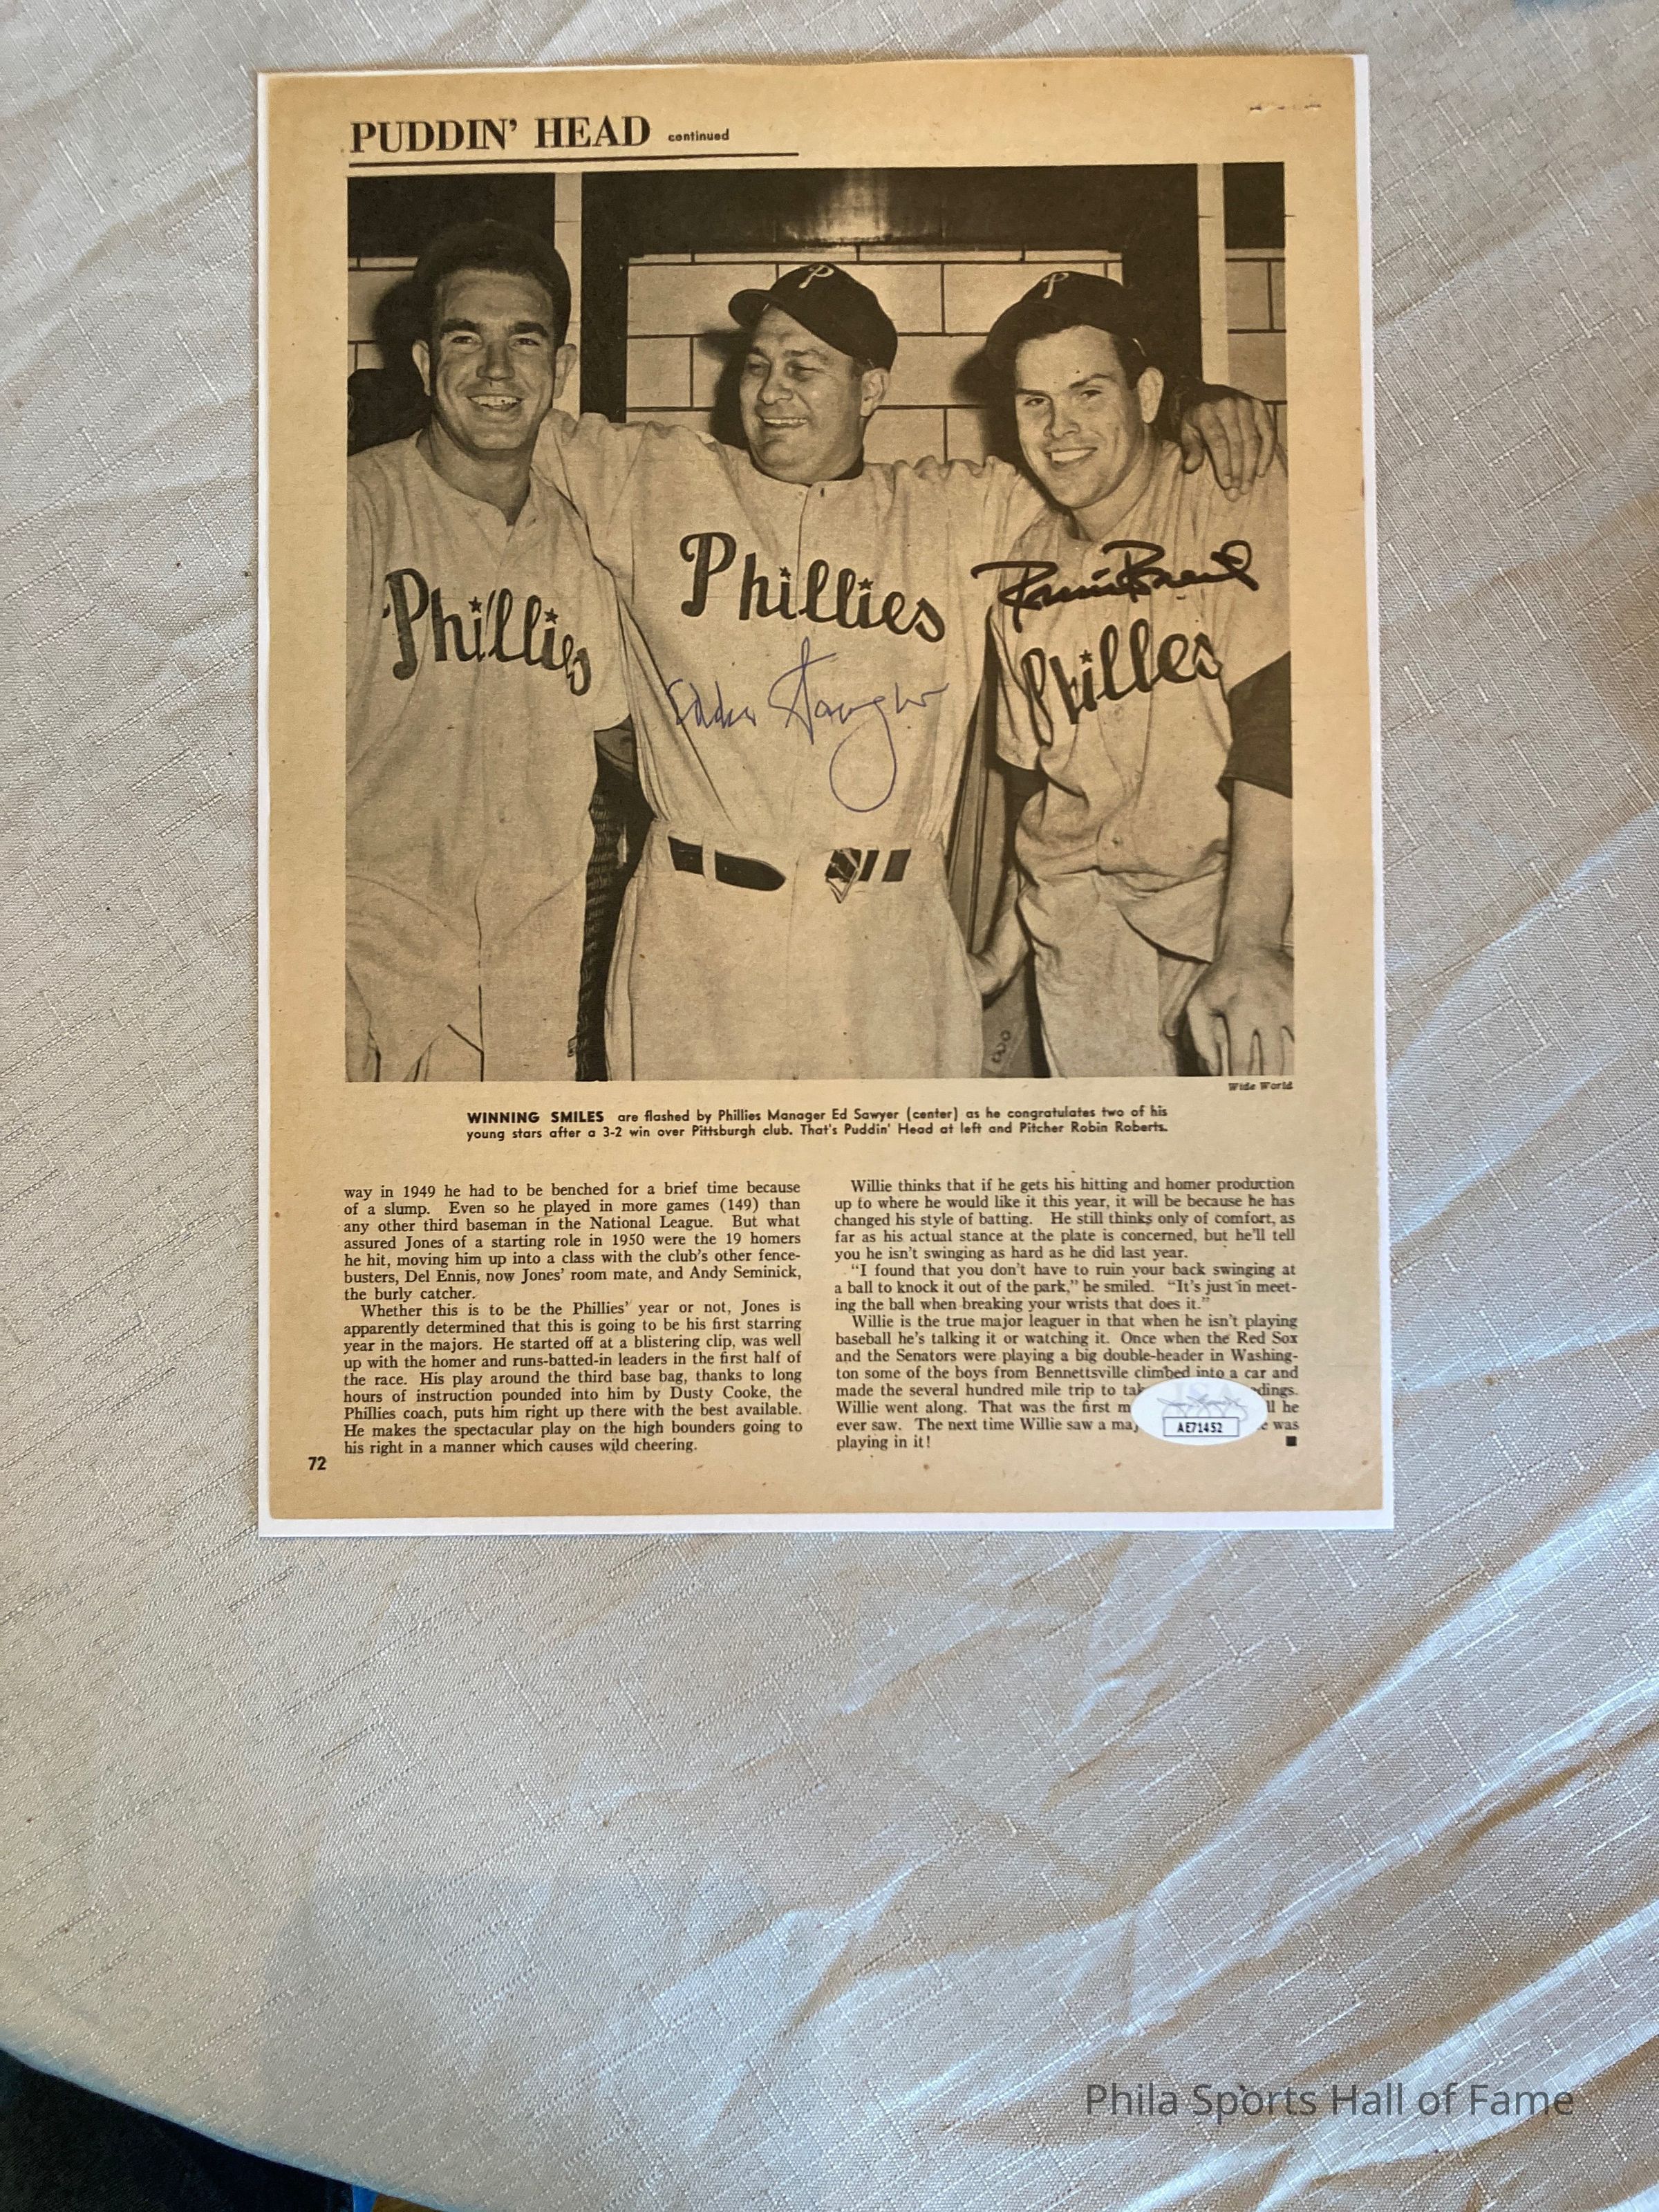 PUDDIN' HEAD continued
P
P
Phillies
Phillies
Phillies
Wide World
WINNING SMILES are flashed by Phillies Manager Ed Sawyer (center) as he congratulates two of his
young stars after a 3-2 win over Pittsburgh club. That's Puddin' Head at left and Pitcher Robin Roberts.
way in 1949 he had to be benched for a brief time because
of a slump. Even so he played in more games (149) than
any other third baseman in the National League. But what
assured Jones of a starting role in 1950 were the 19 homers
he hit, moving him up into a class with the club's other fence-
busters, Del Ennis, now Jones' room mate, and Andy Seminick,
the burly catcher.
Whether this is to be the Phillies' year or not, Jones is
apparently determined that this is going to be his first starring
year in the majors. He started off at a blistering clip, was well
up with the homer and runs-batted-in leaders in the first half of
the race. His play around the third base bag, thanks to long
hours of instruction pounded into him by Dusty Cooke, the
Phillies coach, puts him right up there with the best available.
He makes the spectacular play on the high bounders going to
his right in a manner which causes wild cheering.
72
Willie thinks that if he gets his hitting and homer production
up to where he would like it this year, it will be because he has
changed his style of batting. He still thinks only of comfort, as
far as his actual stance at the plate is concerned, but he'll tell
you he isn't swinging as hard as he did last year.
"I found that you don't have to ruin your back swinging at
a ball to knock it out of the park," he smiled. "It's just in meet-
ing the ball when breaking your wrists that does it."
Willie is the true major leaguer in that when he isn't playing
baseball he's talking it or watching it. Once when the Red Sox
and the Senators were playing a big double-header in Washing-
ton some of the boys from Bennettsville climbed into a car and
made the several hundred mile trip to
Willie went along. That was the first he
ever saw. The next time Willie saw a was
playing in it!
JSA
AE71452
Phila Sports Hall of Fame